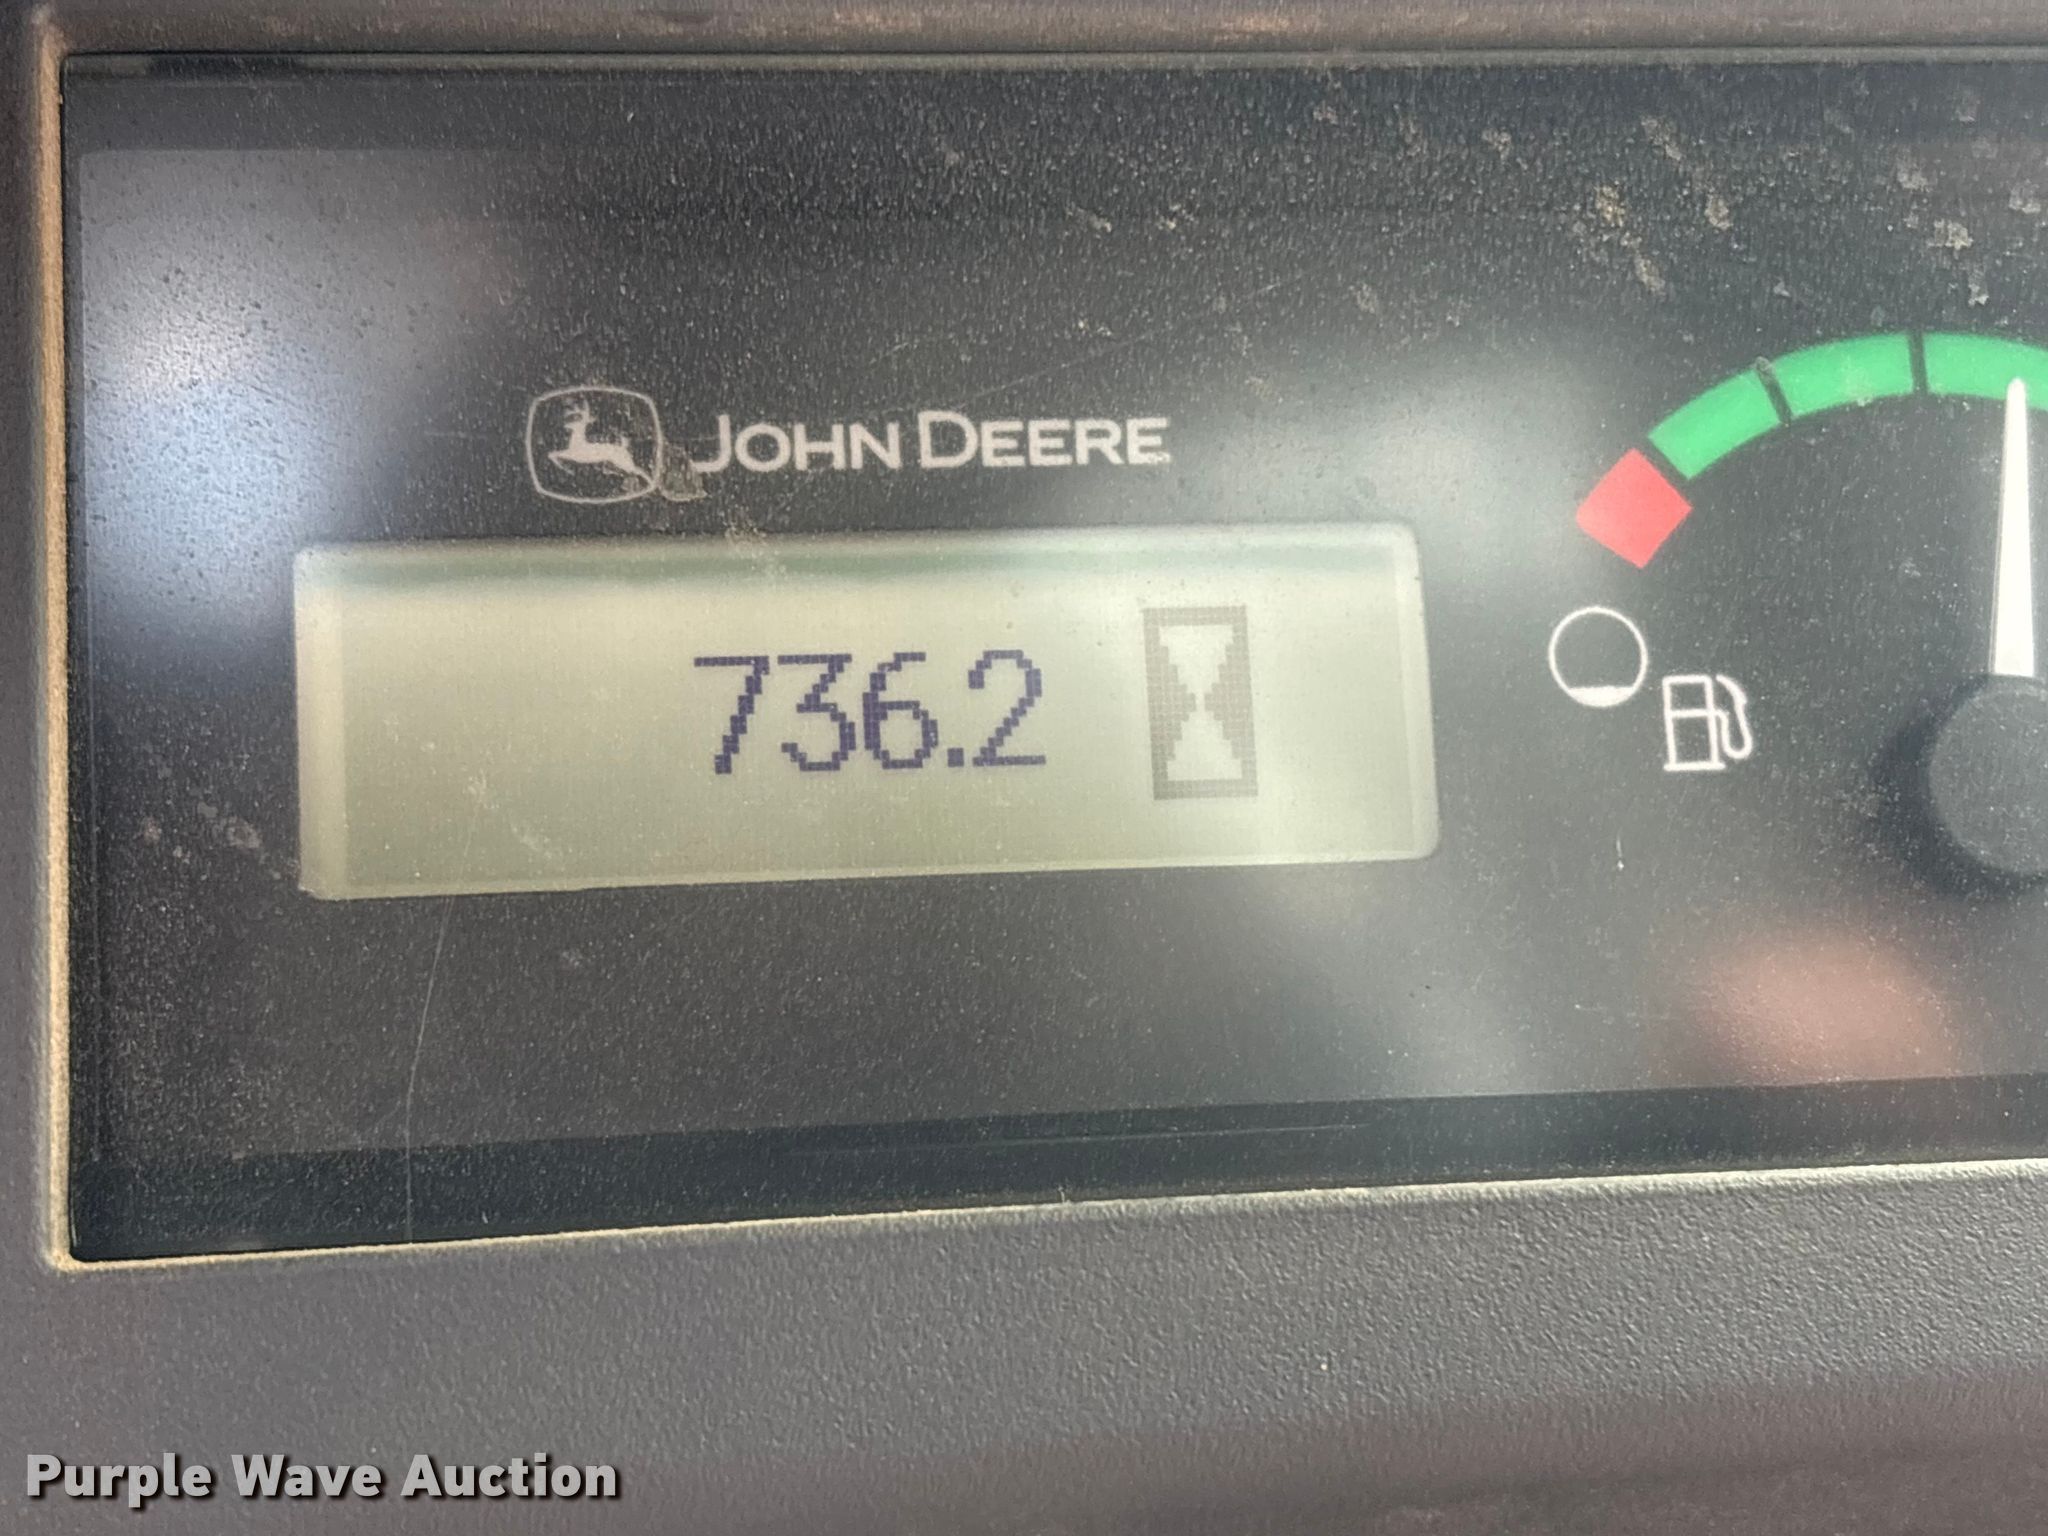 JOHN DEERE
736.2
Purple Wave Auction